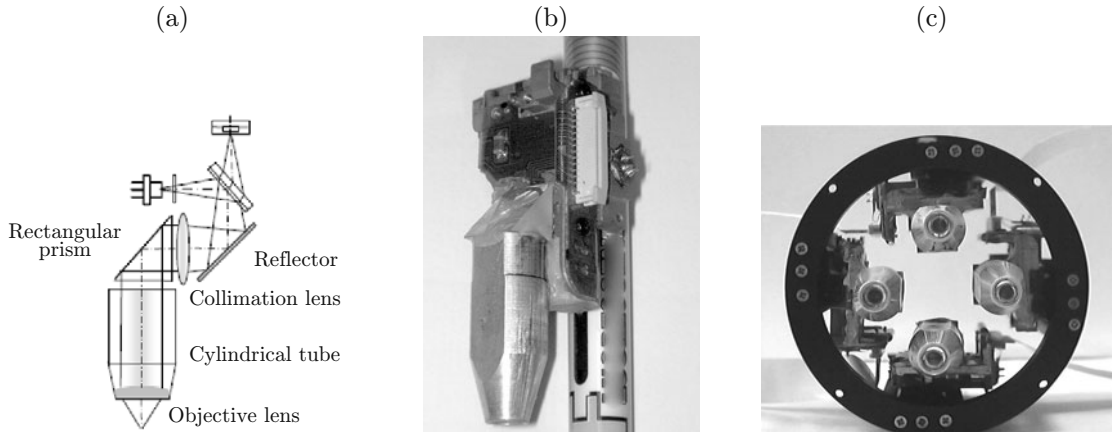 (a)
(b)
(c)
Rectangular
prism
Reflector
Collimation lens
Cylindrical tube
Objective lens